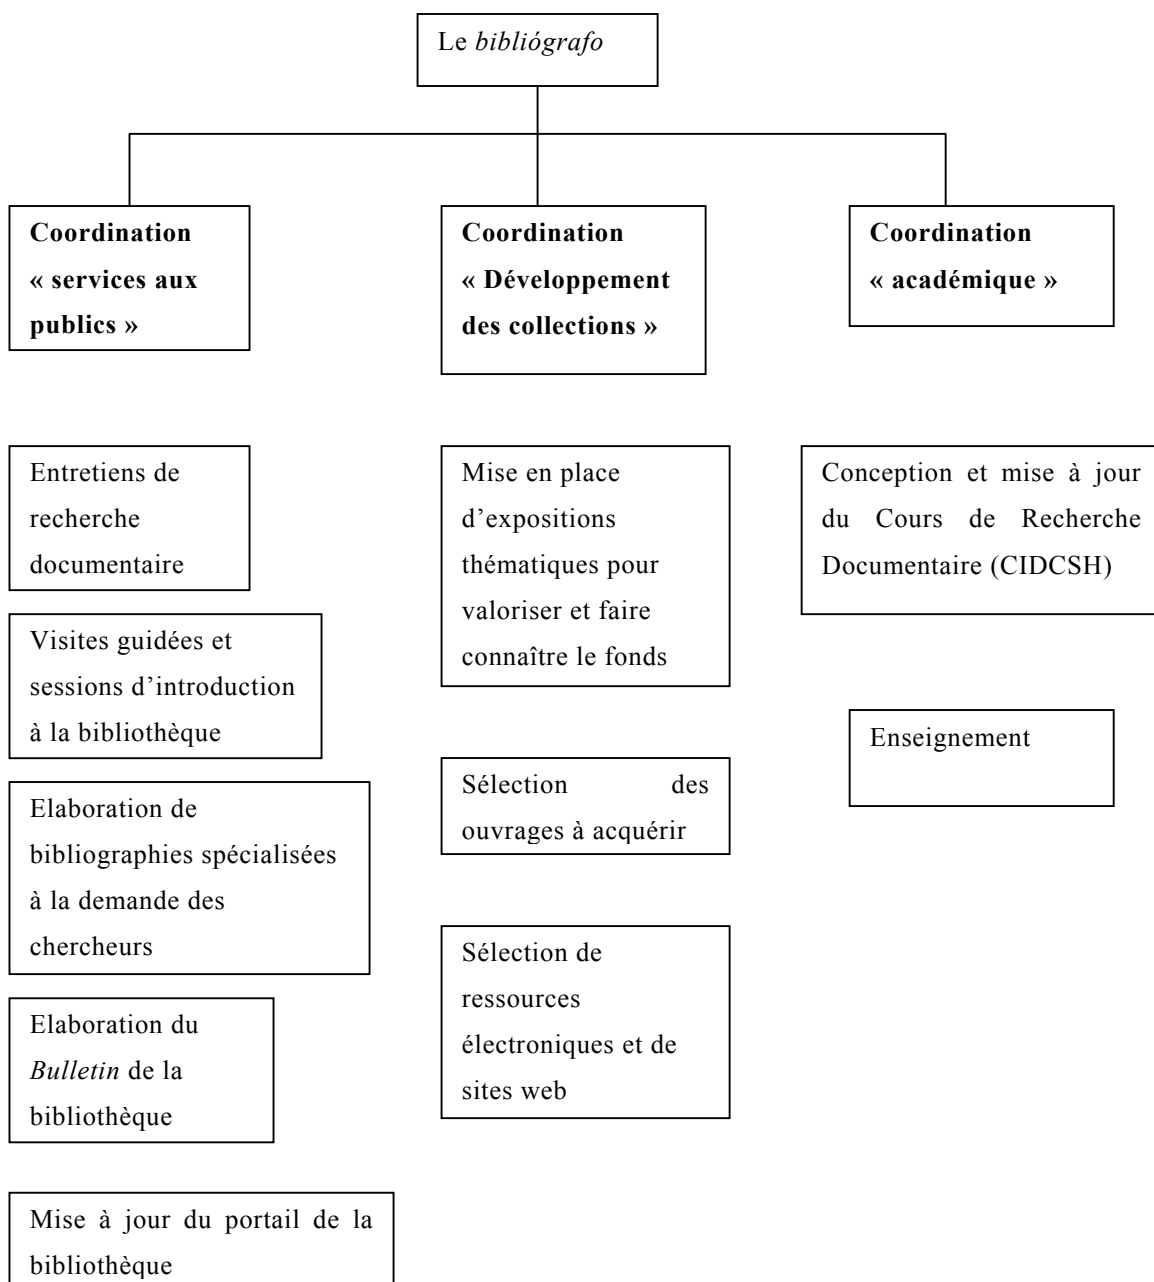 Le bibliógrafo
Coordination
« services aux
publics »
Coordination
« Développement
des collections »
Coordination
« académique »
Entretiens de
recherche
documentaire
Visites guidées et
sessions d’introduction
à la bibliothèque
Elaboration de
bibliographies spécialisées
à la demande des
chercheurs
Elaboration du
Bulletin de la
bibliothèque
Mise à jour du portail de la
bibliothèque
Mise en place
d’expositions
thématiques pour
valoriser et faire
connaître le fonds
Sélection des
ouvrages à acquérir
Sélection de
ressources
électroniques et de
sites web
Conception et mise à jour
du Cours de Recherche
Documentaire (CIDCSH)
Enseignement